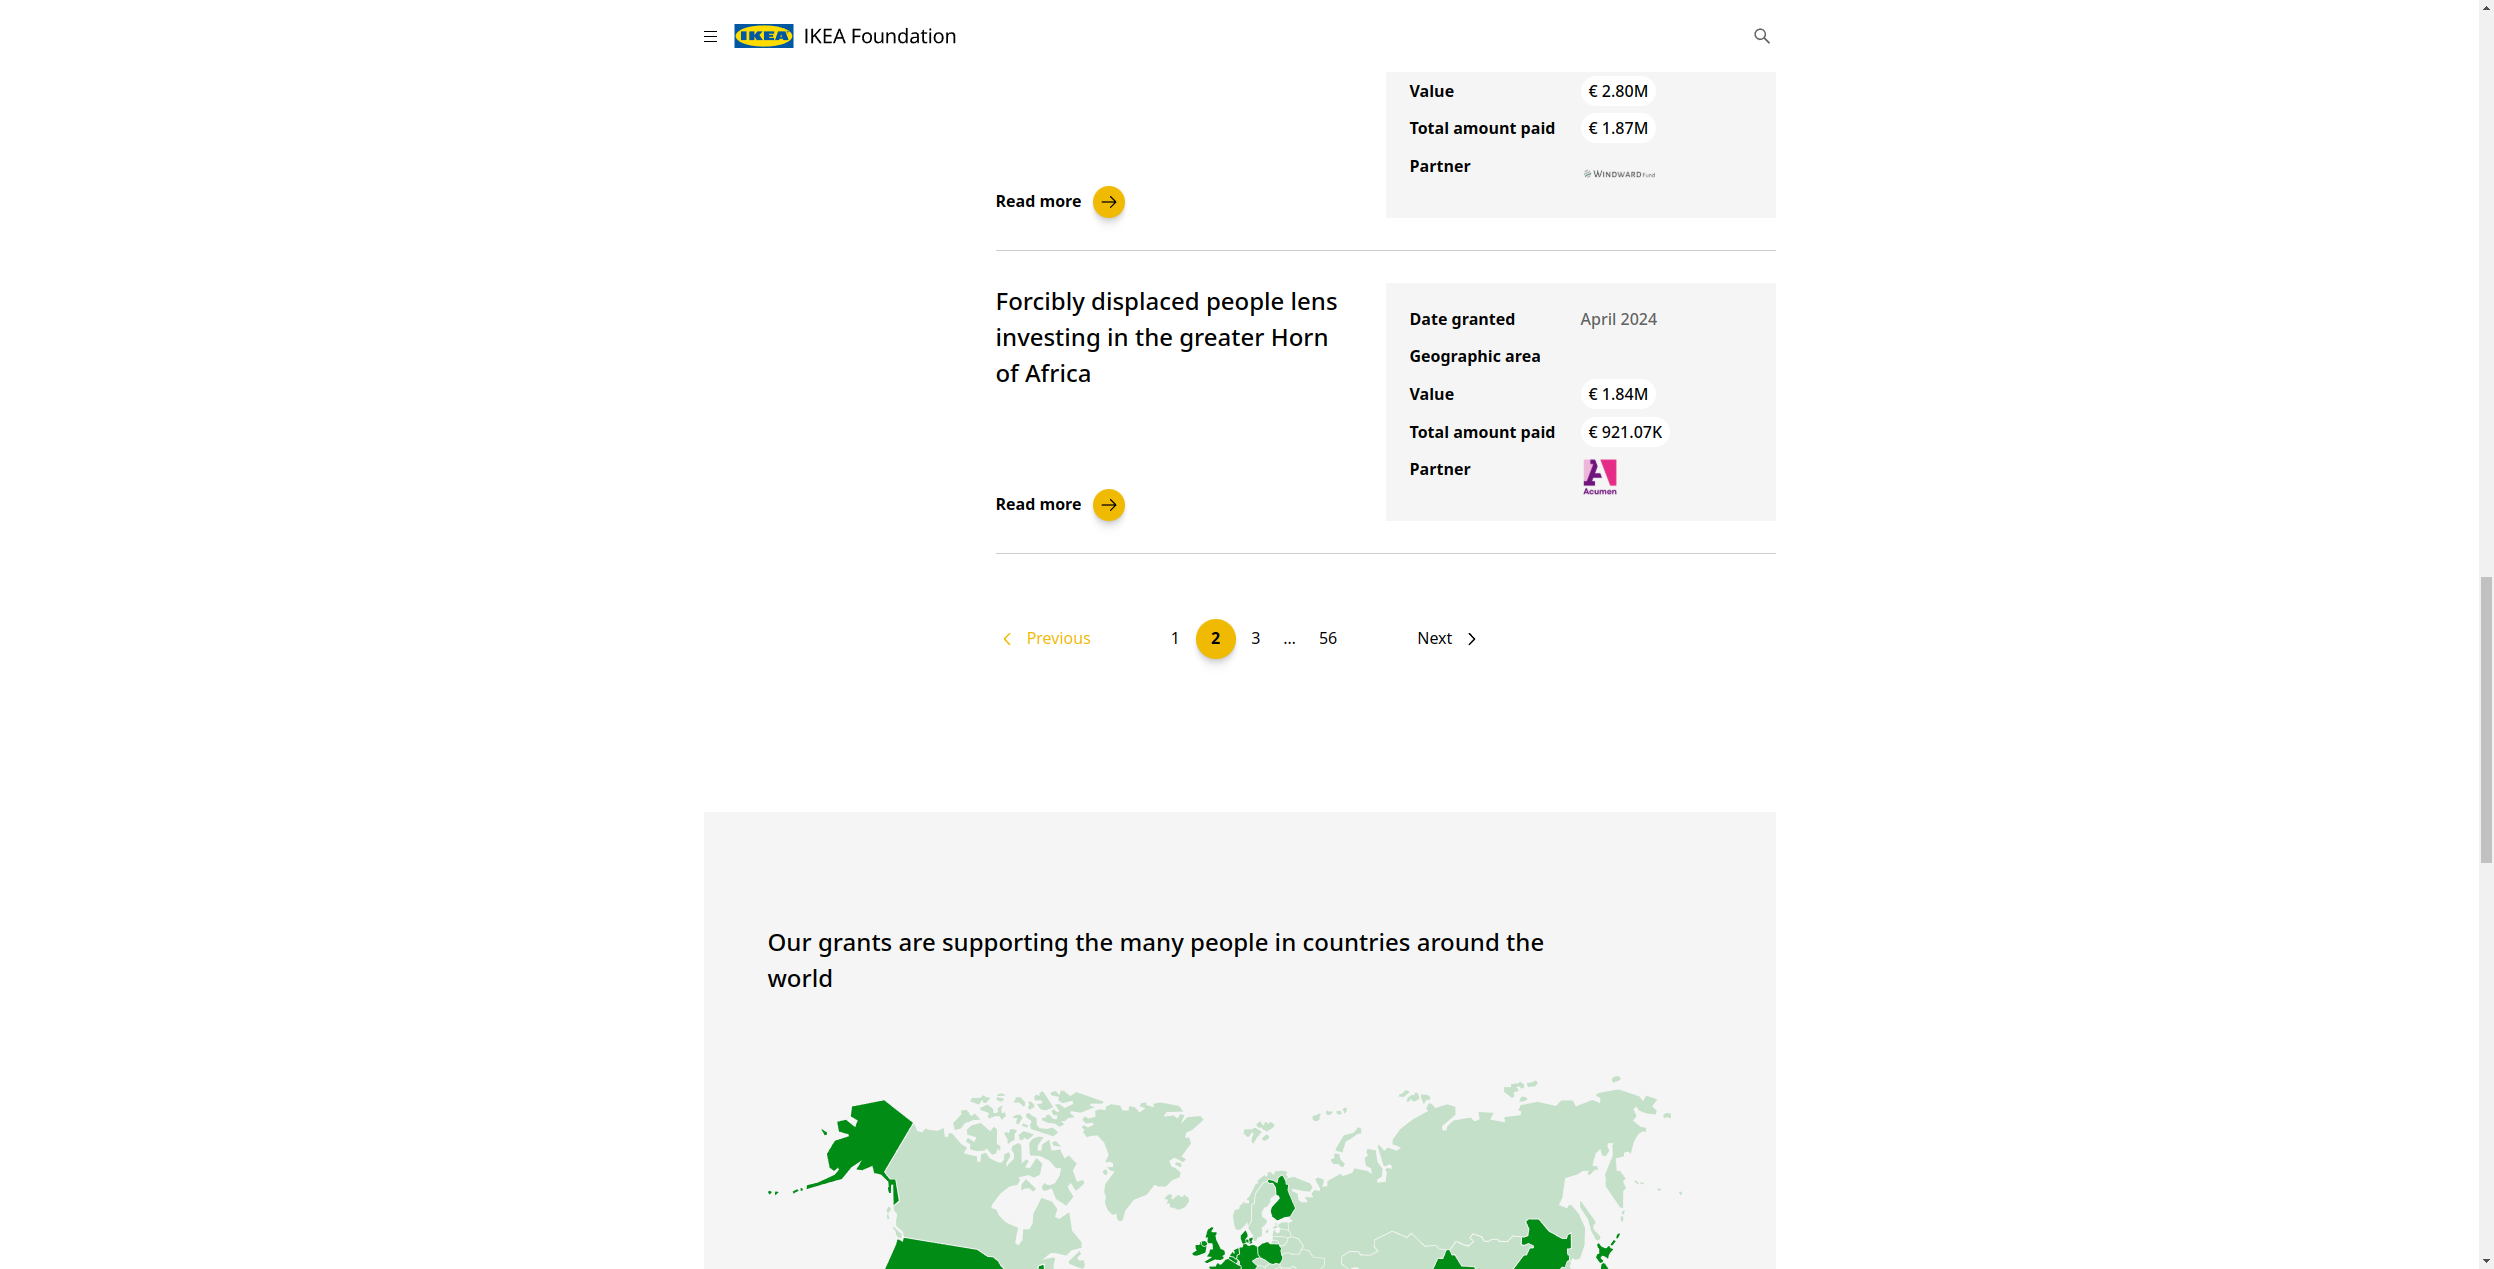 IKEA
IKEA Foundation
Value
€ 2.80M
Total amount paid
€ 1.87M
Partner
WINDWARD Fund
Read more
Forcibly displaced people lens
investing in the greater Horn
of Africa
Date granted
April 2024
Geographic area
Value
€ 1.84M
Total amount paid
€ 921.07K
Partner
Acumen
Read more
Previous
1
2
3
...
56
Next
Our grants are supporting the many people in countries around the
world